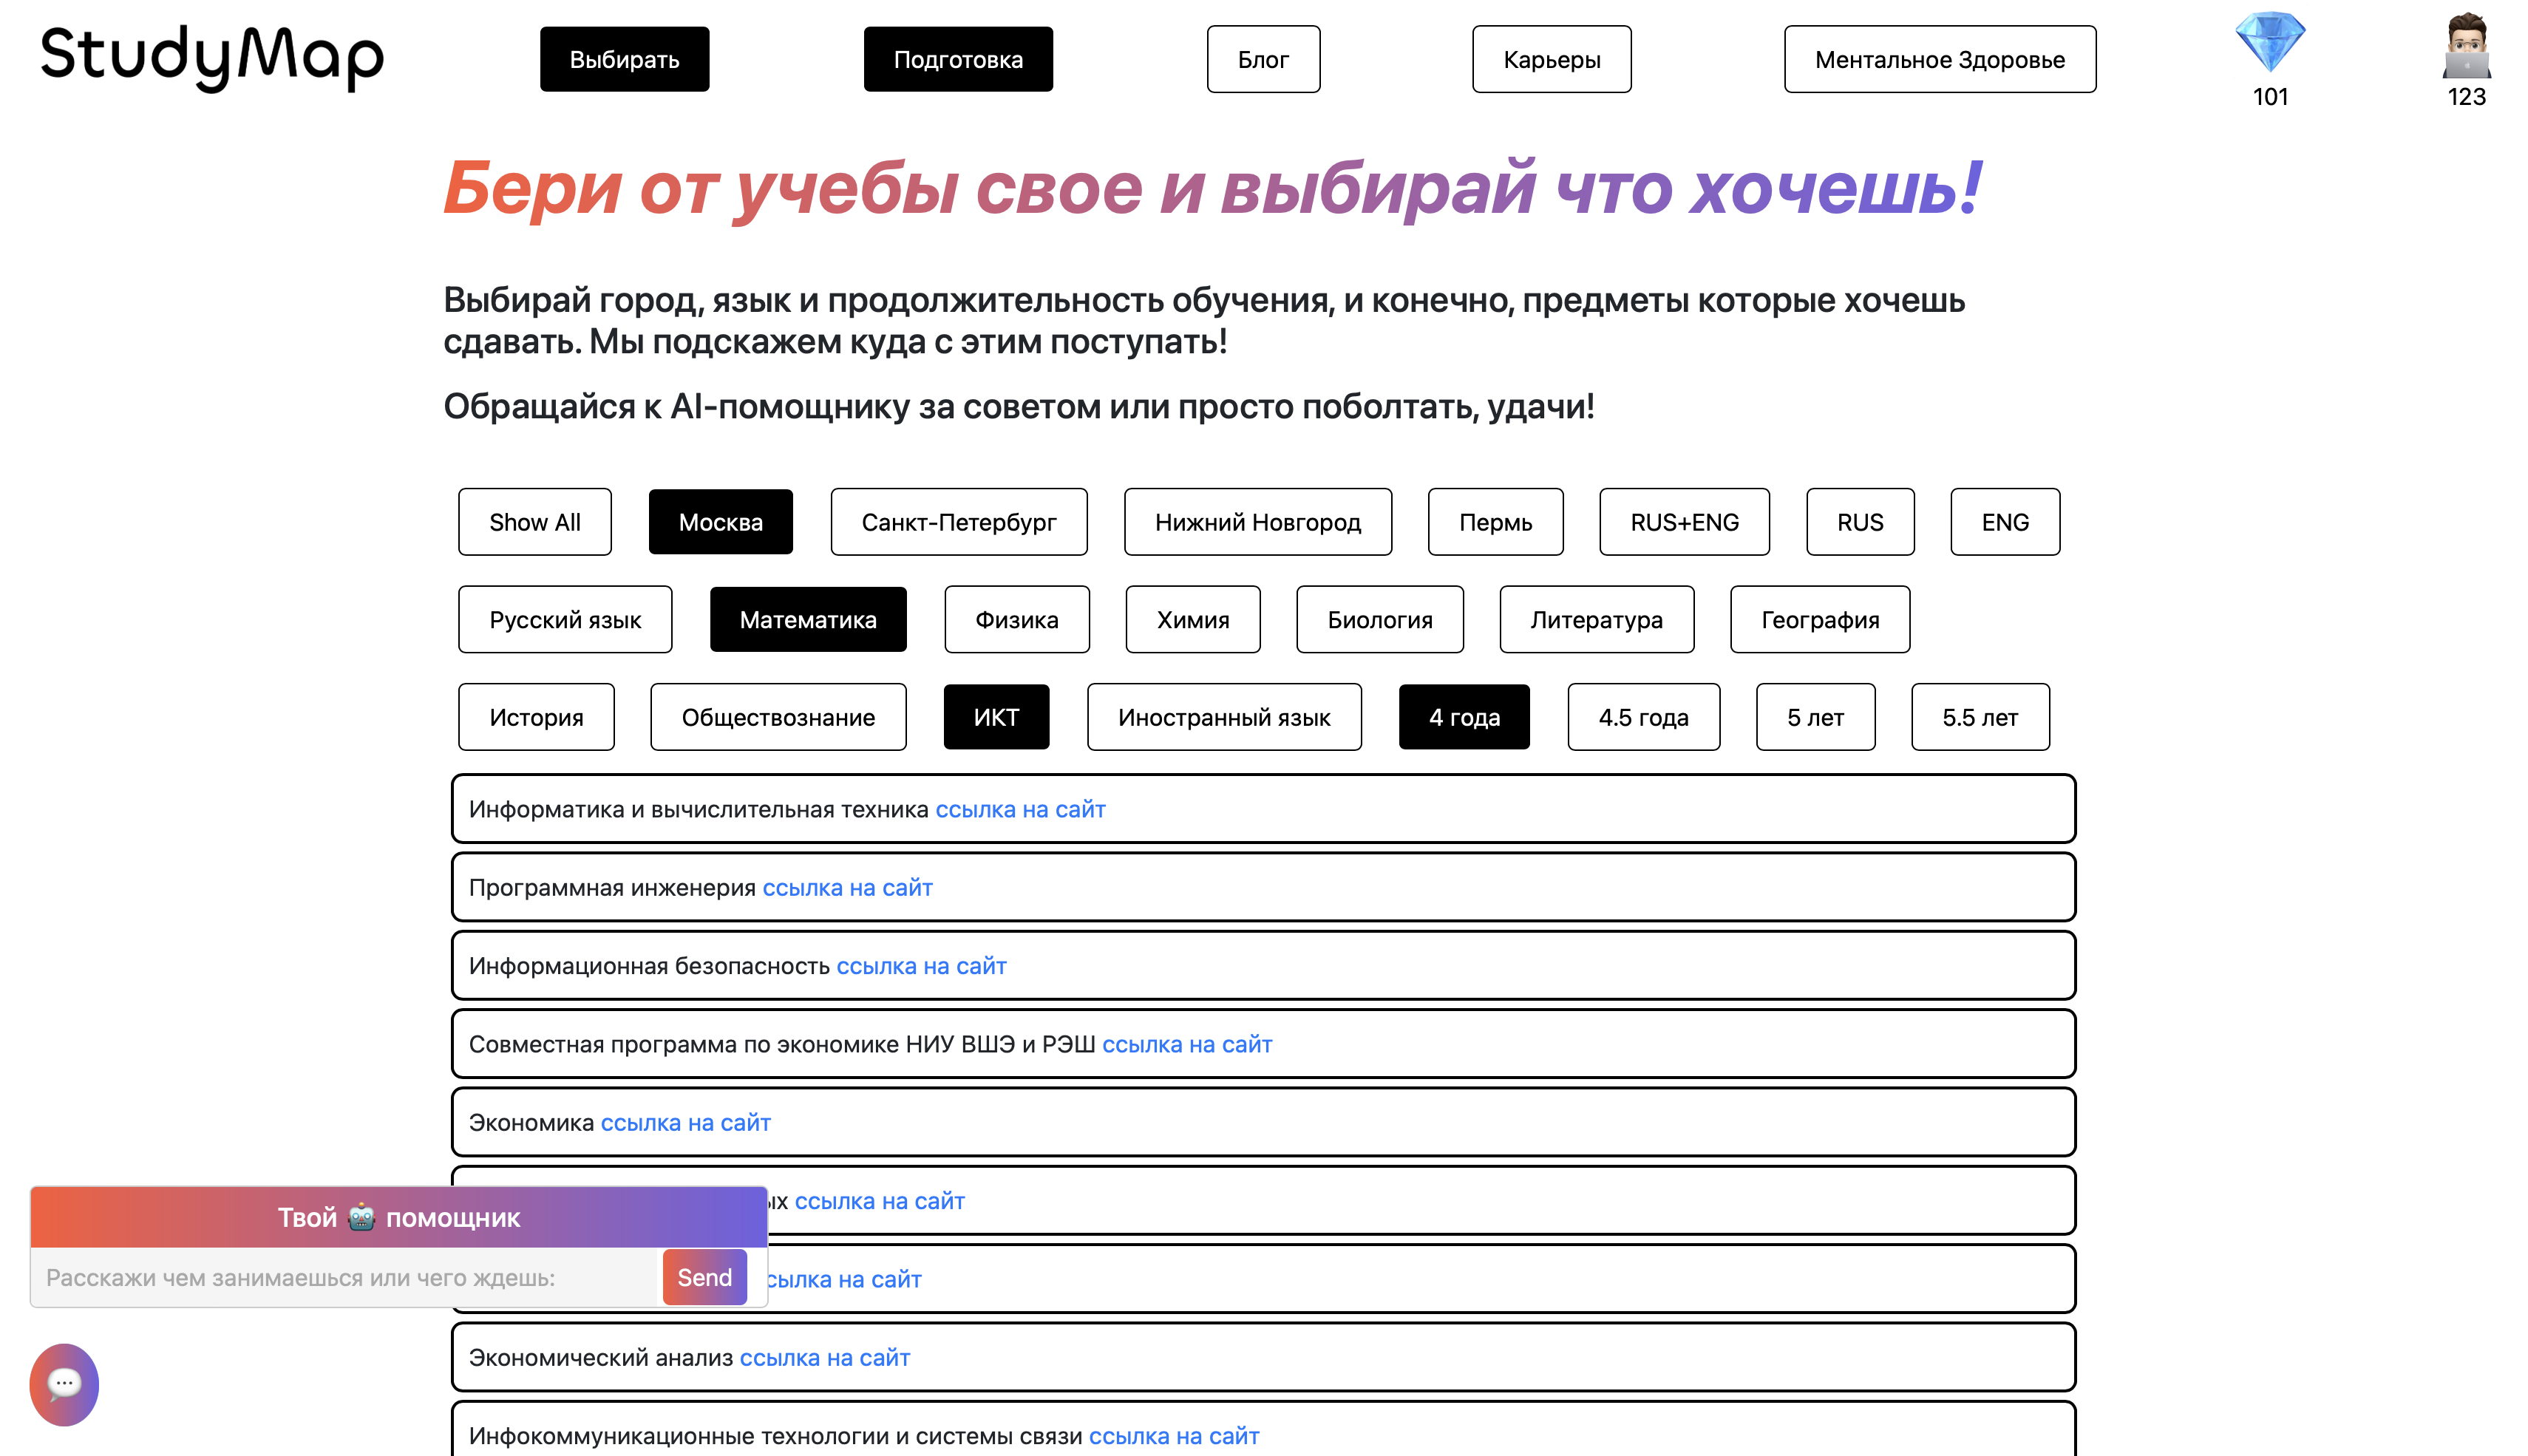 StudyMap
Выбирать
Подготовка
Блог
Карьеры
Ментальное Здоровье
101
123
Бери от учебы свое и выбирай что хочешь!
Выбирай город, язык и продолжительность обучения, и конечно, предметы которые хочешь
сдавать. Мы подскажем куда с этим поступать!
Обращайся к AI-помощнику за советом или просто поболтать, удачи!
Show All
Москва
Санкт-Петербург
Нижний Новгород
Пермь
RUS+ENG
RUS
ENG
Русский язык
Математика
Физика
Химия
Биология
Литература
География
История
Обществознание
ИКТ
Иностранный язык
4 года
4.5 года
5 лет
5.5 лет
Информатика и вычислительная техника ссылка на сайт
Программная инженерия ссылка на сайт
Информационная безопасность ссылка на сайт
Совместная программа по экономике НИУ ВШЭ и РЭШ ссылка на сайт
Экономика ссылка на сайт
ссылка на сайт
на сайт
Твой 🤖 помощник
Расскажи чем занимаешься или чего ждешь:
Send
Экономический анализ ссылка на сайт
Инфокоммуникационные технологии и системы связи ссылка на сайт